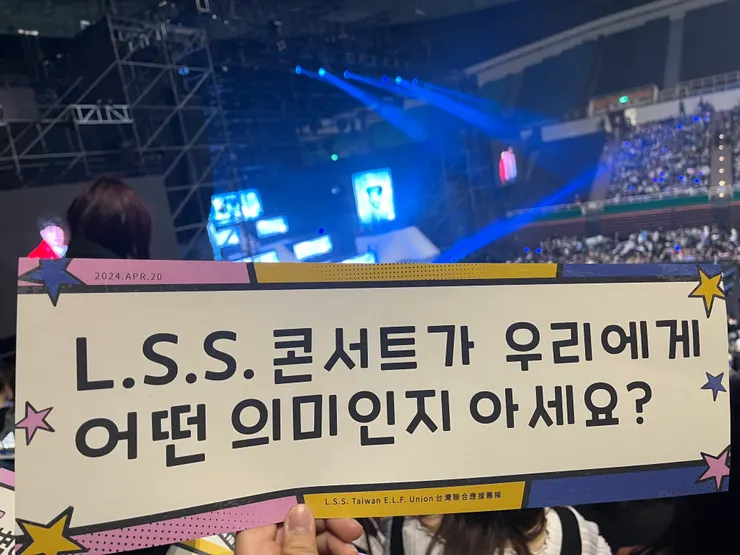 2024.APR.20
L.S.S. 콘서트가 우리에게
어떤 의미인지 아세요?
L.S.S. Taiwan E.L.F. Union 台灣聯合應援團隊